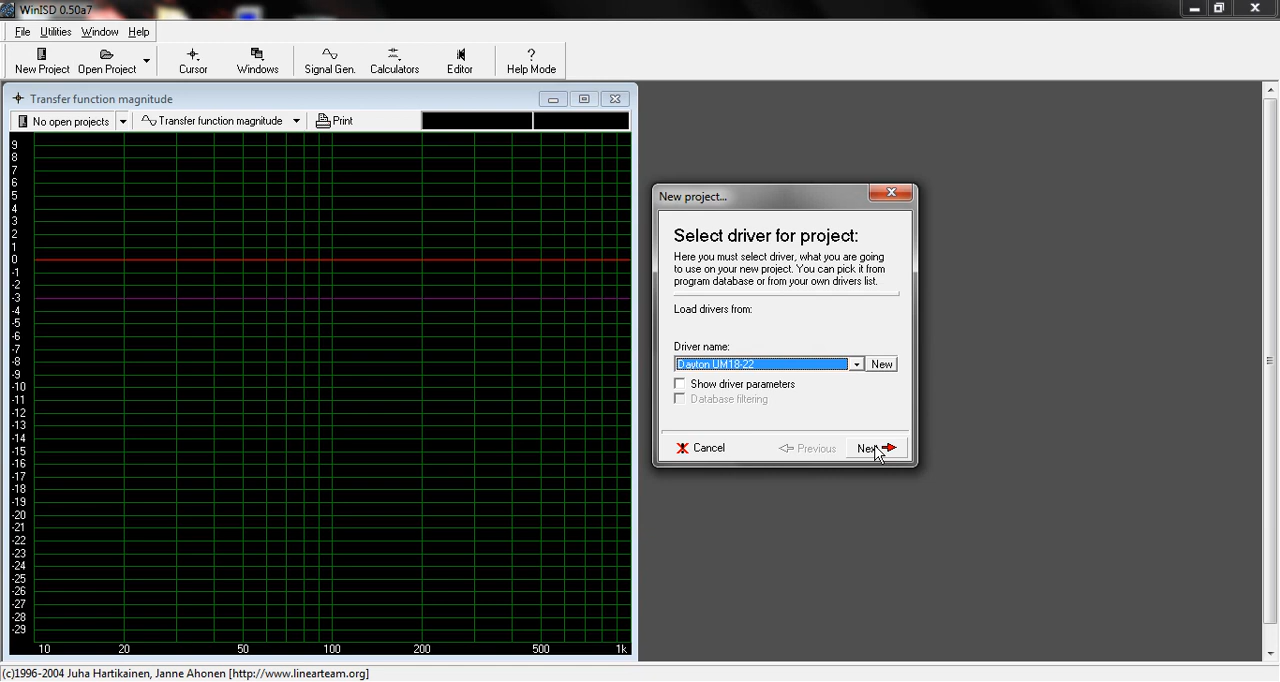 WinISD 0.50a7
File Utilities Window Help
New Project Open Project Cursor Windows Signal Gen. Calculators Editor ? Help Mode
Transfer function magnitude
No open projects Transfer function magnitude Print
9
8
7
6
5
4
3
2
1
0
-1
-2
-3
-4
-5
-6
-7
-8
-9
-10
-11
-12
-13
-14
-15
-16
-17
-18
-19
-20
-21
-22
-23
-24
-25
-26
-27
-28
-29
10 20 50 100 200 500 1k
New project...
Select driver for project:
Here you must select driver, what you are going
to use on your new project. You can pick it from
program database or from your own drivers list.
Load drivers from:
Driver name:
Dayton UM18-22 New
Show driver parameters
Database filtering
Cancel Previous Next
(c)1996-2004 Juha Hartikainen, Janne Ahonen [http://www.linearteam.org]